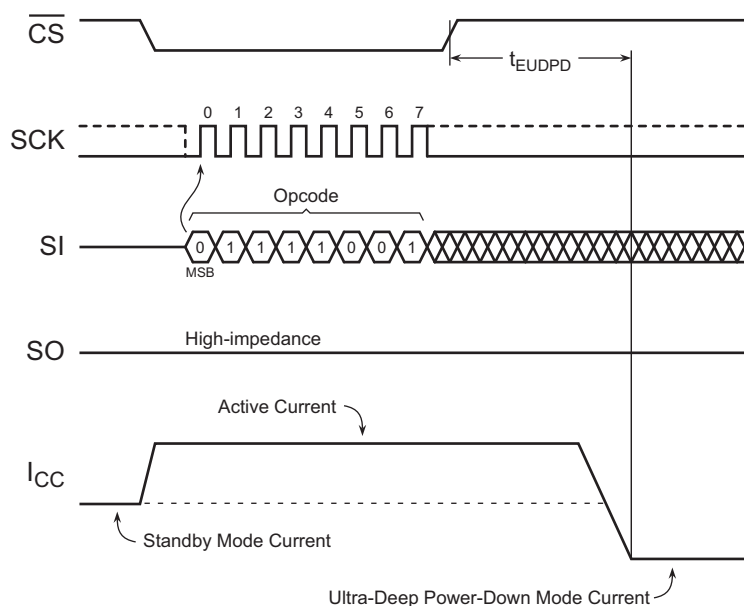 CS
tEUDPD
SCK
0 1 2 3 4 5 6 7
Opcode
SI
0 1 1 1 1 0 0 1
MSB
SO
High-impedance
Active Current
ICC
Standby Mode Current
Ultra-Deep Power-Down Mode Current